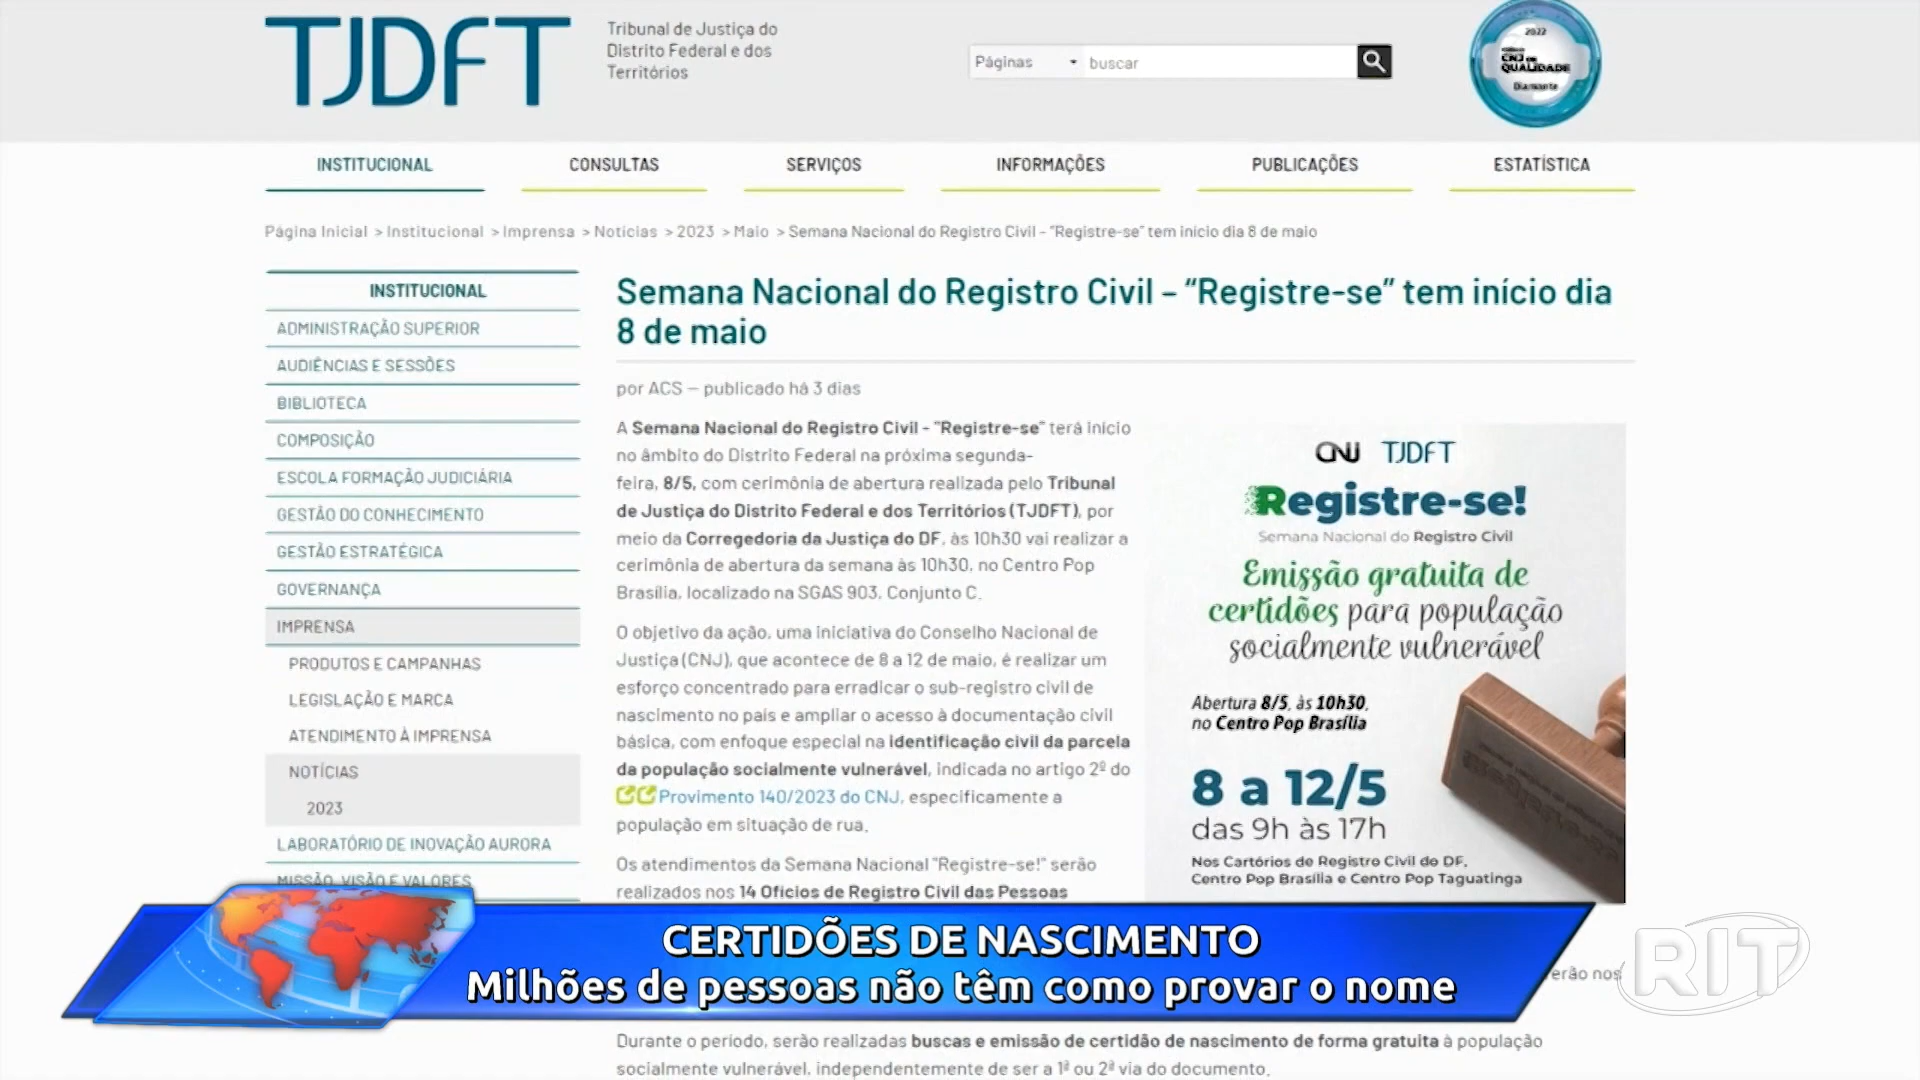 TJDFT
Tribunal de Justiça do
Distrito Federal e dos
Territórios
Páginas buscar
2022
CNJ de
QUALIDADE
Diamante
INSTITUCIONAL CONSULTAS SERVIÇOS INFORMAÇÕES PUBLICAÇÕES ESTATÍSTICA
Página Inicial > Institucional > Imprensa > Notícias > 2023 > Maio > Semana Nacional do Registro Civil - "Registre-se" tem início dia 8 de maio
INSTITUCIONAL
ADMINISTRAÇÃO SUPERIOR
AUDIÊNCIAS E SESSÕES
BIBLIOTECA
COMPOSIÇÃO
ESCOLA FORMAÇÃO JUDICIÁRIA
GESTÃO DO CONHECIMENTO
GESTÃO ESTRATÉGICA
GOVERNANÇA
IMPRENSA
PRODUTOS E CAMPANHAS
LEGISLAÇÃO E MARCA
ATENDIMENTO À IMPRENSA
NOTÍCIAS
2023
LABORATÓRIO DE INOVAÇÃO AURORA
MISSÃO, VISÃO E VALORES
Semana Nacional do Registro Civil – “Registre-se” tem início dia
8 de maio
por ACS — publicado há 3 dias
A Semana Nacional do Registro Civil - "Registre-se" terá início
no âmbito do Distrito Federal na próxima segunda-
feira, 8/5, com cerimônia de abertura realizada pelo Tribunal
de Justiça do Distrito Federal e dos Territórios (TJDFT), por
meio da Corregedoria da Justiça do DF, às 10h30 vai realizar a
cerimônia de abertura da semana às 10h30, no Centro Pop
Brasília, localizado na SGAS 903, Conjunto C.
O objetivo da ação, uma iniciativa do Conselho Nacional de
Justiça (CNJ), que acontece de 8 a 12 de maio, é realizar um
esforço concentrado para erradicar o sub-registro civil de
nascimento no país e ampliar o acesso à documentação civil
básica, com enfoque especial na identificação civil da parcela
da população socialmente vulnerável, indicada no artigo 2º do
Provimento 140/2023 do CNJ, especificamente a
população em situação de rua.
Os atendimentos da Semana Nacional "Registre-se!" serão
realizados nos 14 Ofícios de Registro Civil das Pessoas
CNJ TJDFT
Registre-se!
Semana Nacional do Registro Civil
Emissão gratuita de
certidões para população
socialmente vulnerável
Abertura 8/5, às 10h30,
no Centro Pop Brasília
8 a 12/5
das 9h às 17h
Nos Cartórios de Registro Civil do DF,
Centro Pop Brasília e Centro Pop Taguatinga
CERTIDÕES DE NASCIMENTO
Milhões de pessoas não têm como provar o nome
erão nos
RIT
Durante o período, serão realizadas buscas e emissão de certidão de nascimento de forma gratuita à população
socialmente vulnerável, independentemente de ser a 1ª ou 2ª via do documento.